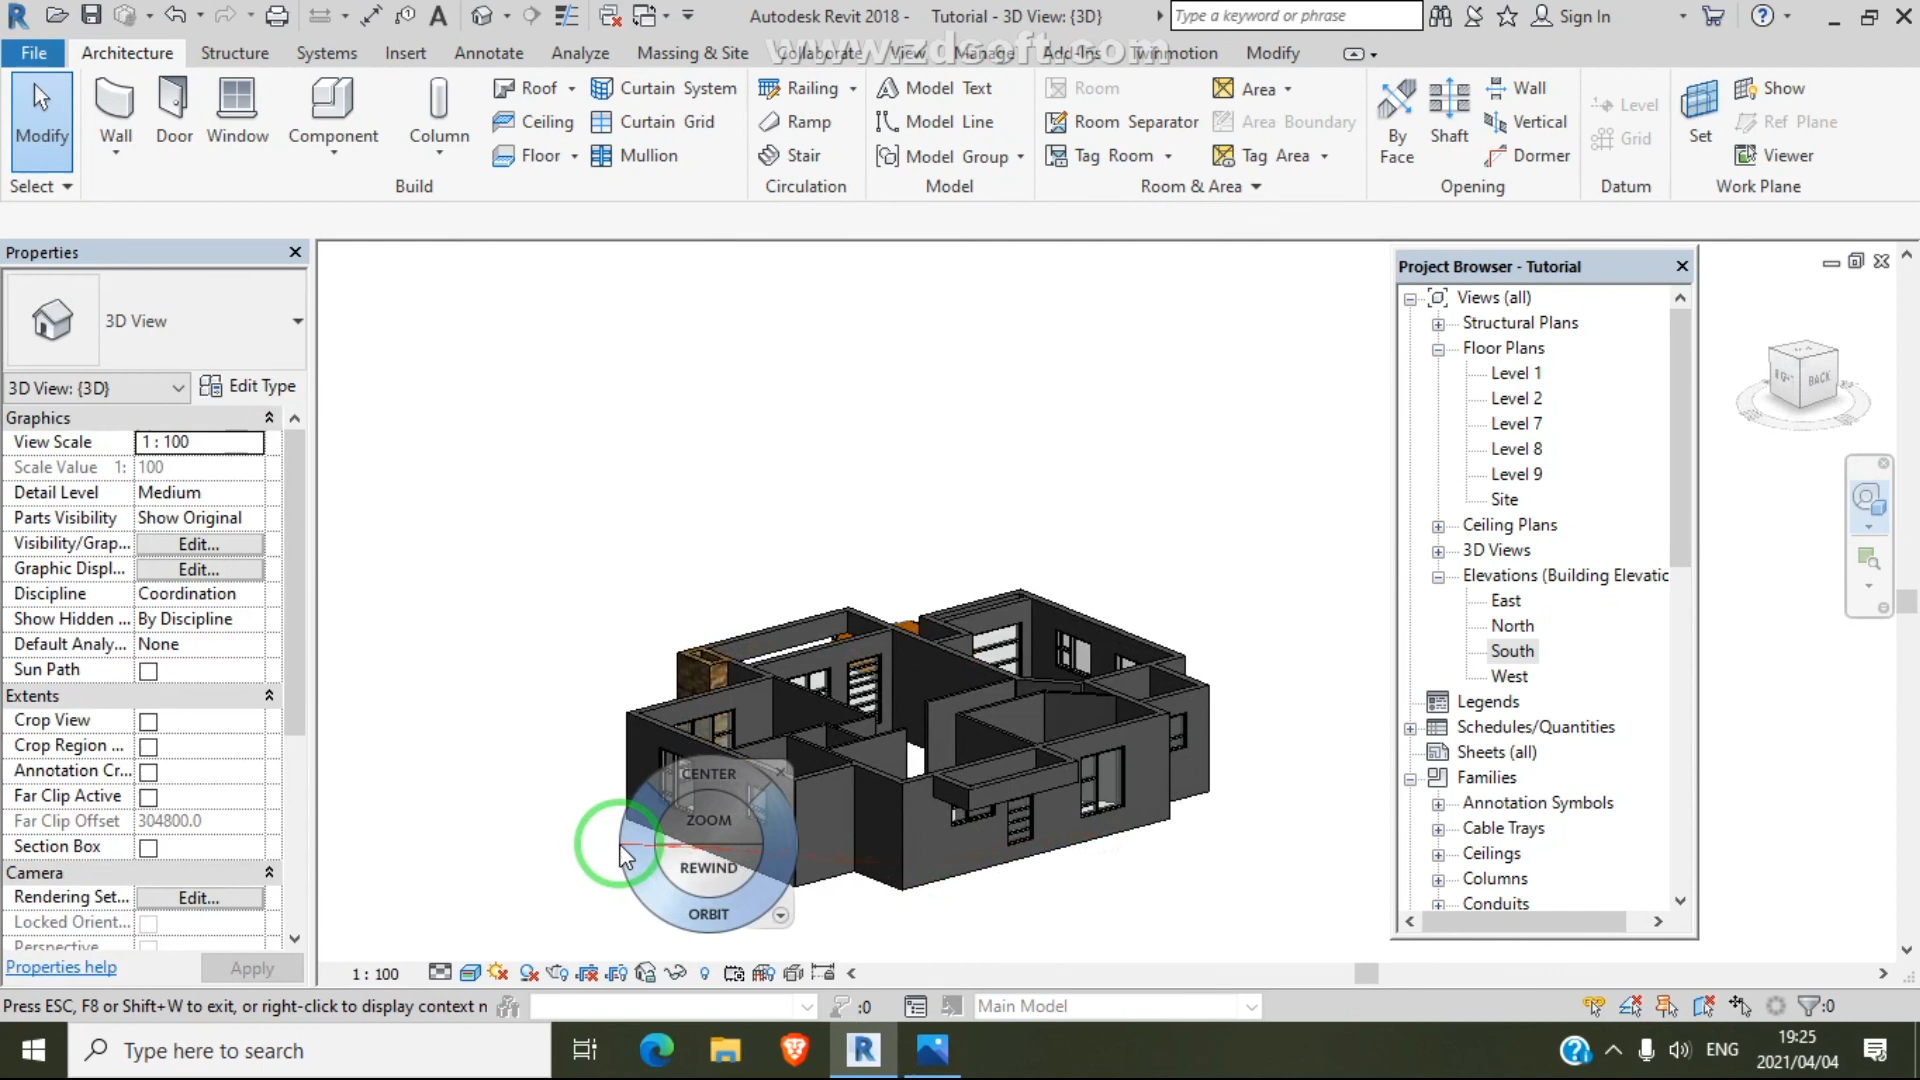 Autodesk Revit 2018 - Tutorial - 3D View: {3D}
Type a keyword or phrase
Sign In
File Architecture Structure Systems Insert Annotate Analyze Massing & Site Collaborate View Manage Add-Ins Twinmotion Modify
www.zdsoft.com
Modify
Wall
Door
Window
Component
Column
Roof
Ceiling
Floor
Curtain System
Curtain Grid
Mullion
Railing
Ramp
Stair
Model Text
Model Line
Model Group
Room
Room Separator
Tag Room
Area
Area Boundary
Tag Area
By
Face
Shaft
Wall
Vertical
Dormer
Level
Grid
Set
Show
Ref Plane
Viewer
Select Build Circulation Model Room & Area Opening Datum Work Plane
Properties
3D View
3D View: {3D} Edit Type
Graphics
View Scale 1 : 100
Scale Value 1: 100
Detail Level Medium
Parts Visibility Show Original
Visibility/Grap... Edit...
Graphic Displ... Edit...
Discipline Coordination
Show Hidden ... By Discipline
Default Analy... None
Sun Path
Extents
Crop View
Crop Region ...
Annotation Cr...
Far Clip Active
Far Clip Offset 304800.0
Section Box
Camera
Rendering Set... Edit...
Locked Orient...
Perspective
Properties help Apply
CENTER
ZOOM
REWIND
ORBIT
Project Browser - Tutorial
Views (all)
Structural Plans
Floor Plans
Level 1
Level 2
Level 7
Level 8
Level 9
Site
Ceiling Plans
3D Views
Elevations (Building Elevatic
East
North
South
West
Legends
Schedules/Quantities
Sheets (all)
Families
Annotation Symbols
Cable Trays
Ceilings
Columns
Conduits
BACK
1 : 100
Press ESC, F8 or Shift+W to exit, or right-click to display context n
:0
Main Model
:0
Type here to search
ENG
19:25
2021/04/04